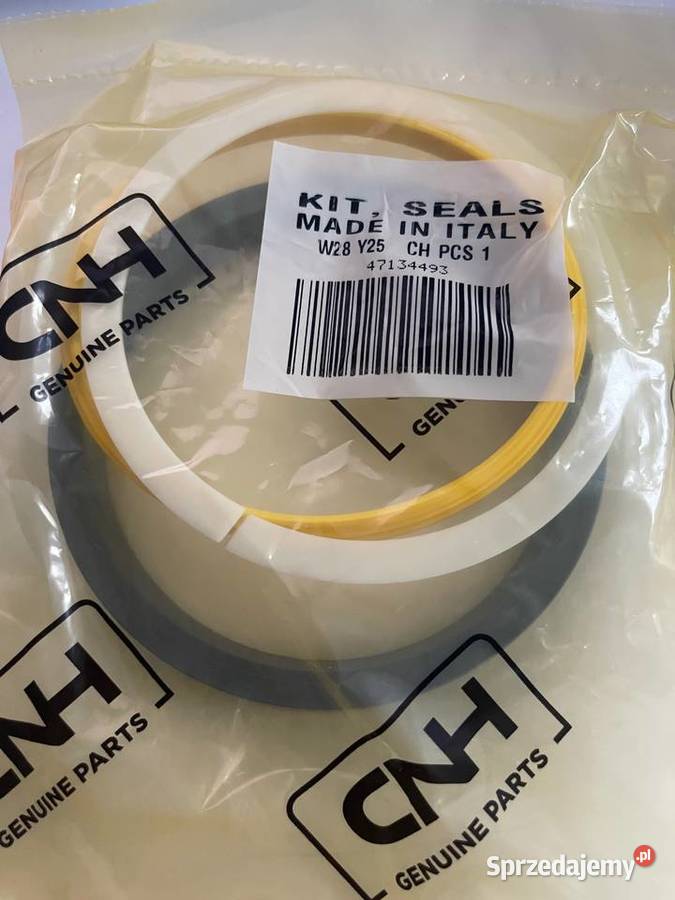 KIT, SEALS
MADE IN ITALY
W28 Y25 CH PCS 1
47134493
CNH
GENUINE PARTS
GEN
CNH
GENUINE PARTS
CNH
GENUINE PARTS
Sprzedajemy.pl